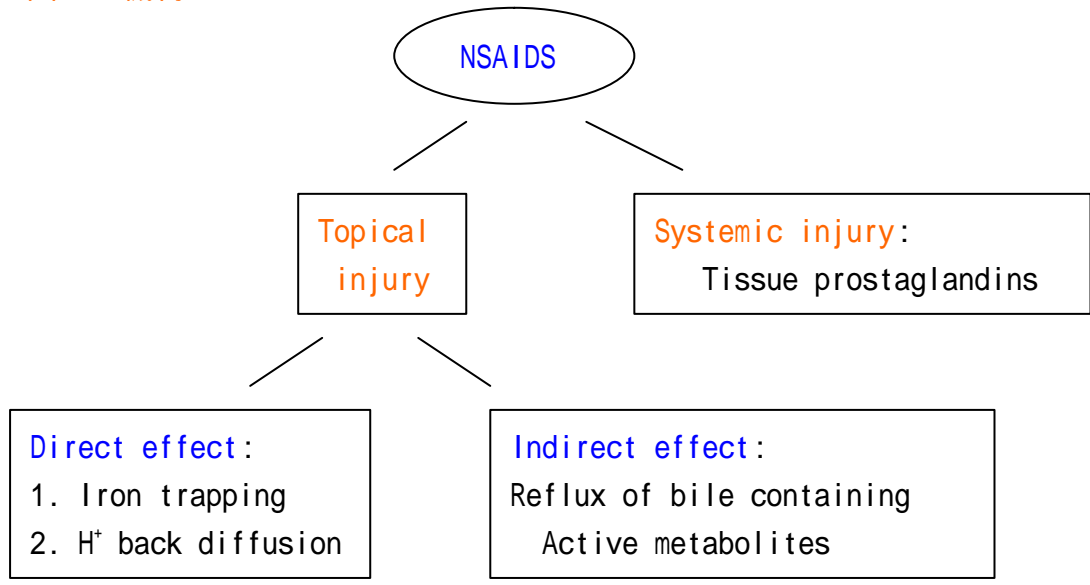 NSAIDS
Topical
injury
Systemic injury:
Tissue prostaglandins
Direct effect:
1. Iron trapping
2. H⁺ back diffusion
Indirect effect:
Reflux of bile containing
Active metabolites